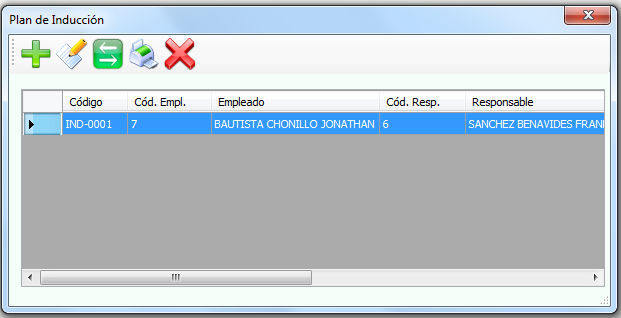 Plan de Inducción
Código Cód. Empl. Empleado Cód. Resp. Responsable
IND-0001 7 BAUTISTA CHONILLO JONATHAN 6 SANCHEZ BENAVIDES FRAN